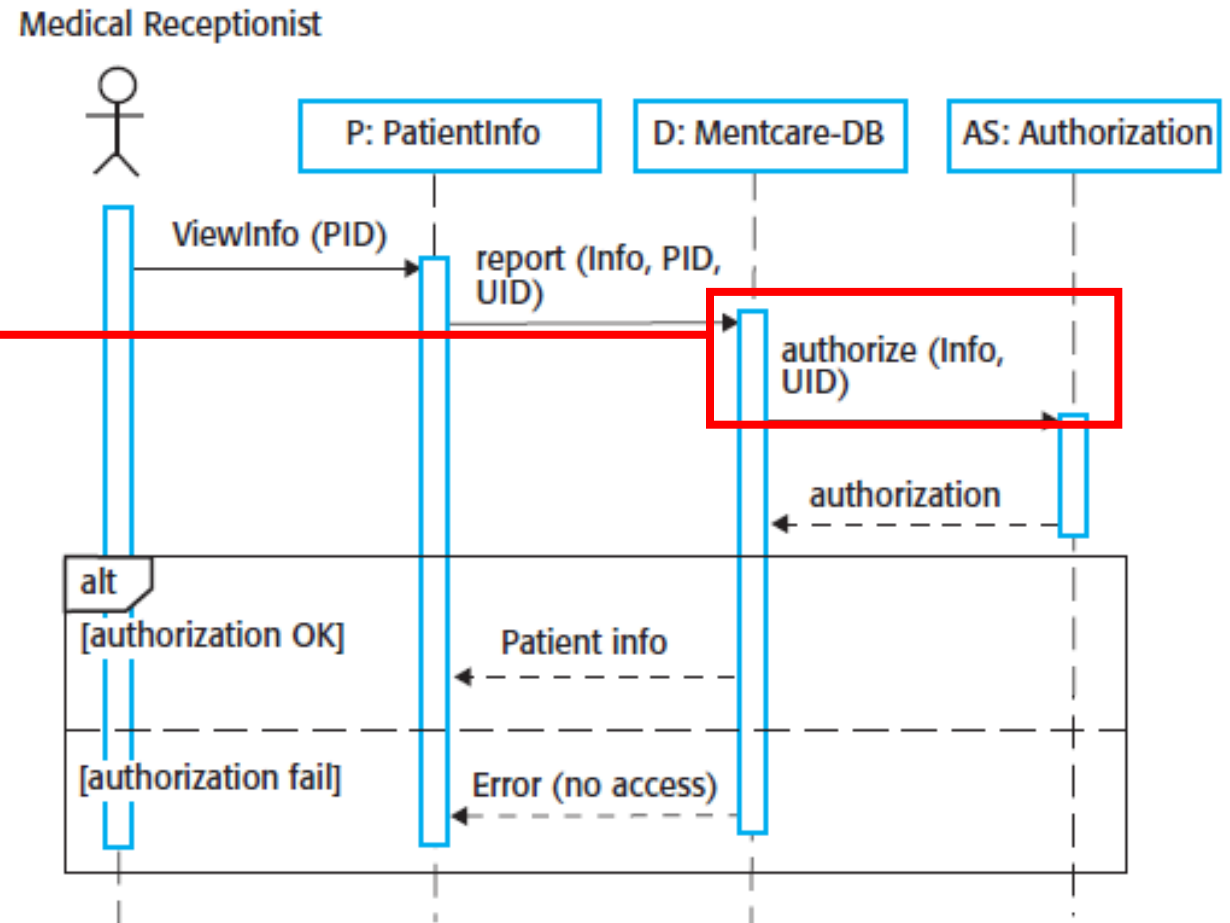 Medical Receptionist
P: PatientInfo
D: Mentcare-DB
AS: Authorization
ViewInfo (PID)
report (Info, PID,
UID)
authorize (Info,
UID)
authorization
alt
[authorization OK]
Patient info
[authorization fail]
Error (no access)